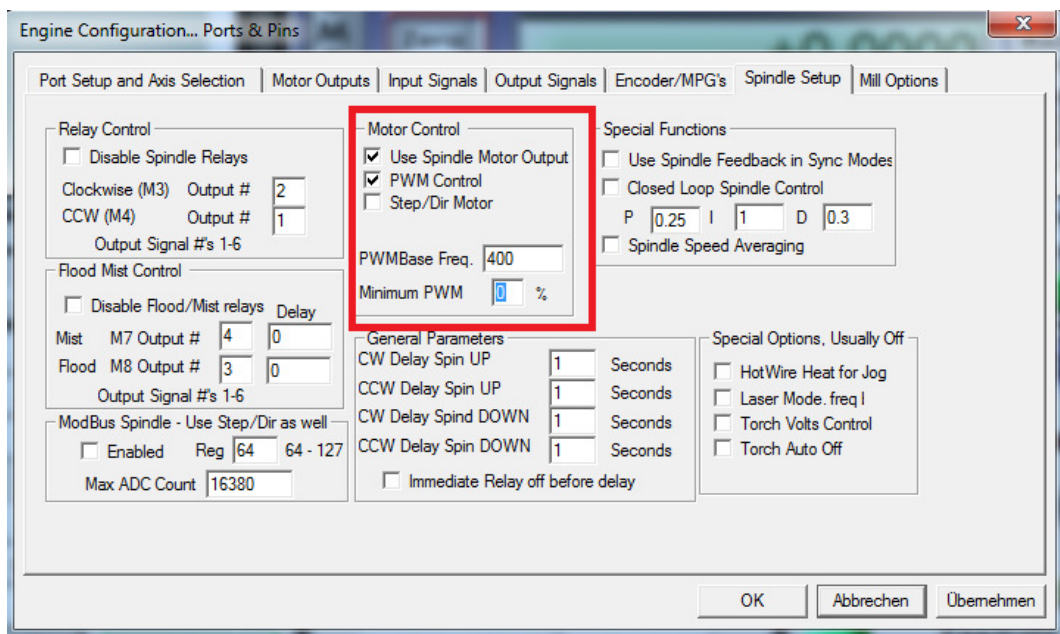 Engine Configuration... Ports & Pins
Port Setup and Axis Selection
Motor Outputs
Input Signals
Output Signals
Encoder/MPG's
Spindle Setup
Mill Options
Relay Control
Disable Spindle Relays
Clockwise (M3) Output # 2
CCW (M4) Output # 1
Output Signal #'s 1-6
Flood Mist Control
Disable Flood/Mist relays Delay
Mist M7 Output # 4 0
Flood M8 Output # 3 0
Output Signal #'s 1-6
ModBus Spindle - Use Step/Dir as well
Enabled Reg 64 64 - 127
Max ADC Count 16380
Motor Control
Use Spindle Motor Output
PWM Control
Step/Dir Motor
PWMBase Freq. 400
Minimum PWM 0 %
General Parameters
CW Delay Spin UP 1 Seconds
CCW Delay Spin UP 1 Seconds
CW Delay Spind DOWN 1 Seconds
CCW Delay Spin DOWN 1 Seconds
Immediate Relay off before delay
Special Functions
Use Spindle Feedback in Sync Modes
Closed Loop Spindle Control
P 0.25 I 1 D 0.3
Spindle Speed Averaging
Special Options, Usually Off
HotWire Heat for Jog
Laser Mode. freq I
Torch Volts Control
Torch Auto Off
OK
Abbrechen
Übernehmen